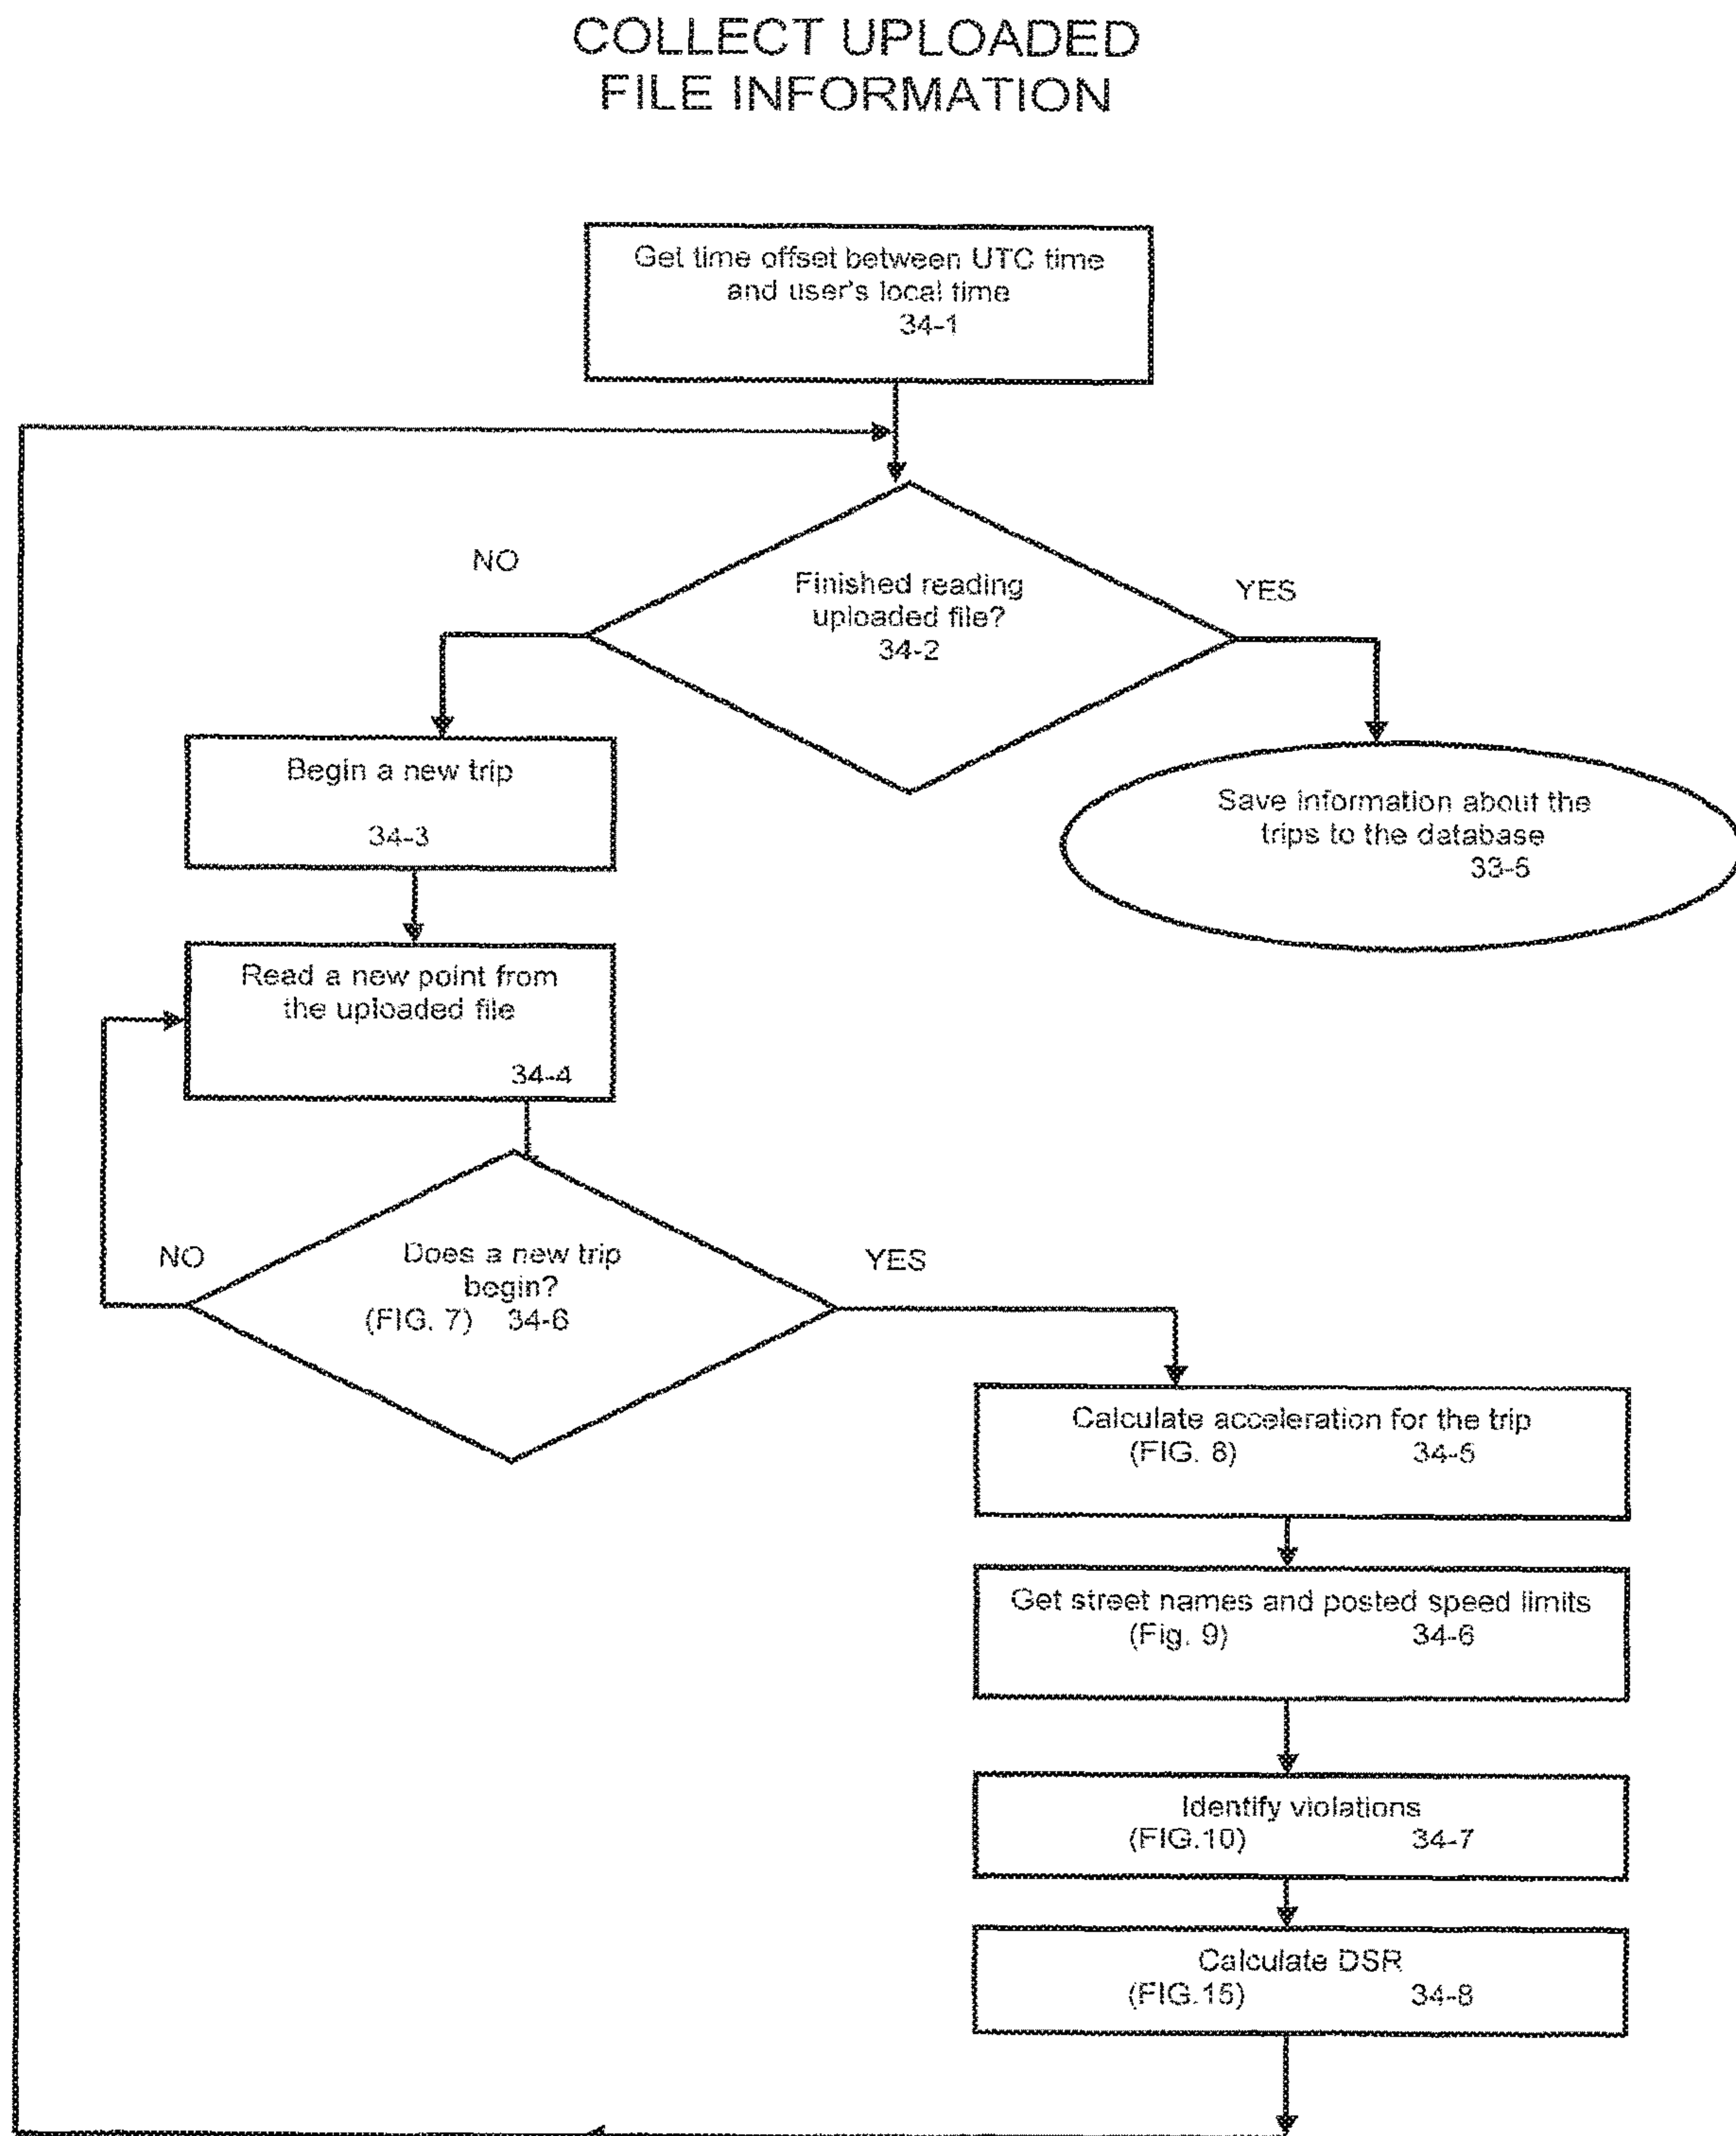 COLLECT UPLOADED
FILE INFORMATION
Get time offset between UTC time
and user's local time
34-1
NO
Finished reading
uploaded file?
34-2
YES
Begin a new trip
34-3
Save information about the
trips to the database
33-5
Read a new point from
the uploaded file
34-4
NO
Does a new trip
begin?
(FIG. 7) 34-6
YES
Calculate acceleration for the trip
(FIG. 8) 34-5
Get street names and posted speed limits
(Fig. 9) 34-6
Identify violations
(FIG.10) 34-7
Calculate DSR
(FIG.15) 34-8